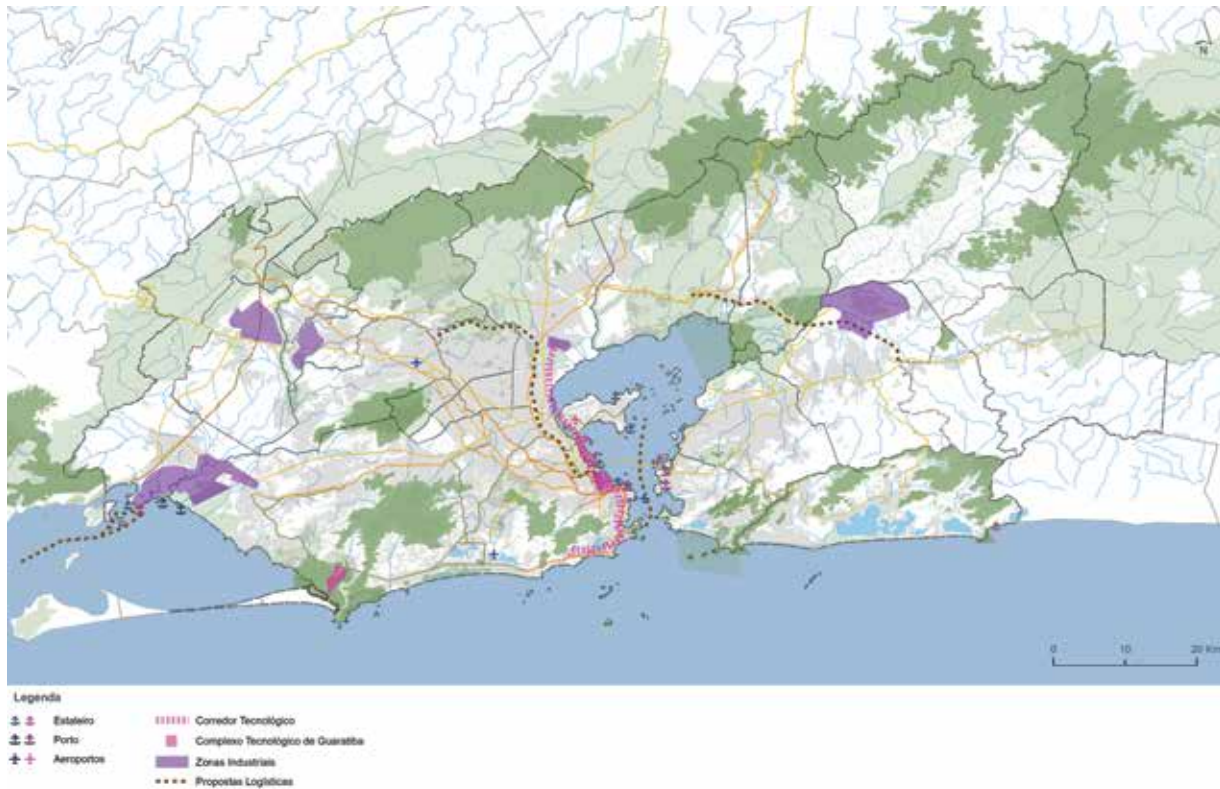 N
0 10 20 Km
Legenda
Estaleiro
Porto
Aeroportos
Corredor Tecnológico
Complexo Tecnológico de Guaratiba
Zonas Industriais
Propostas Logísticas